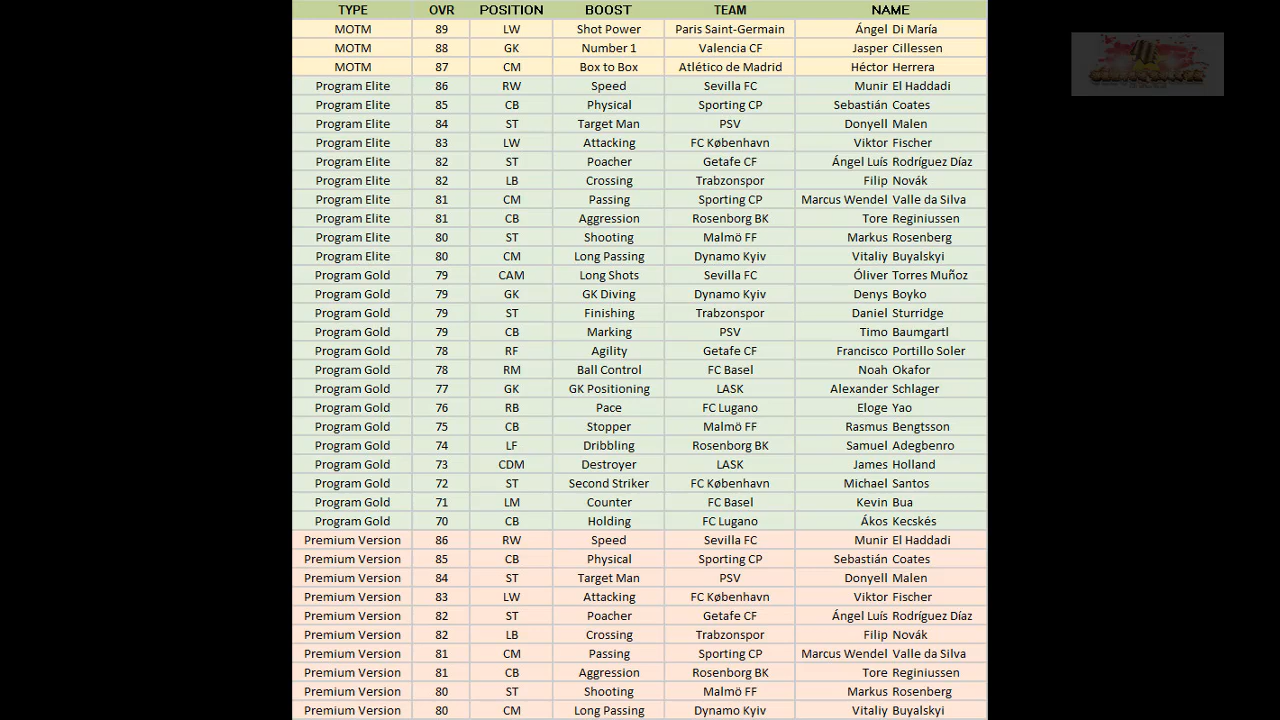 TYPE OVR POSITION BOOST TEAM NAME
MOTM 89 LW Shot Power Paris Saint-Germain Ángel Di María
MOTM 88 GK Number 1 Valencia CF Jasper Cillessen
MOTM 87 CM Box to Box Atlético de Madrid Héctor Herrera
Program Elite 86 RW Speed Sevilla FC Munir El Haddadi
Program Elite 85 CB Physical Sporting CP Sebastián Coates
Program Elite 84 ST Target Man PSV Donyell Malen
Program Elite 83 LW Attacking FC København Viktor Fischer
Program Elite 82 ST Poacher Getafe CF Ángel Luís Rodríguez Díaz
Program Elite 82 LB Crossing Trabzonspor Filip Novák
Program Elite 81 CM Passing Sporting CP Marcus Wendel Valle da Silva
Program Elite 81 CB Aggression Rosenborg BK Tore Reginiussen
Program Elite 80 ST Shooting Malmö FF Markus Rosenberg
Program Elite 80 CM Long Passing Dynamo Kyiv Vitaliy Buyalskyi
Program Gold 79 CAM Long Shots Sevilla FC Óliver Torres Muñoz
Program Gold 79 GK GK Diving Dynamo Kyiv Denys Boyko
Program Gold 79 ST Finishing Trabzonspor Daniel Sturridge
Program Gold 79 CB Marking PSV Timo Baumgartl
Program Gold 78 RF Agility Getafe CF Francisco Portillo Soler
Program Gold 78 RM Ball Control FC Basel Noah Okafor
Program Gold 77 GK GK Positioning LASK Alexander Schlager
Program Gold 76 RB Pace FC Lugano Eloge Yao
Program Gold 75 CB Stopper Malmö FF Rasmus Bengtsson
Program Gold 74 LF Dribbling Rosenborg BK Samuel Adegbenro
Program Gold 73 CDM Destroyer LASK James Holland
Program Gold 72 ST Second Striker FC København Michael Santos
Program Gold 71 LM Counter FC Basel Kevin Bua
Program Gold 70 CB Holding FC Lugano Ákos Kecskés
Premium Version 86 RW Speed Sevilla FC Munir El Haddadi
Premium Version 85 CB Physical Sporting CP Sebastián Coates
Premium Version 84 ST Target Man PSV Donyell Malen
Premium Version 83 LW Attacking FC København Viktor Fischer
Premium Version 82 ST Poacher Getafe CF Ángel Luís Rodríguez Díaz
Premium Version 82 LB Crossing Trabzonspor Filip Novák
Premium Version 81 CM Passing Sporting CP Marcus Wendel Valle da Silva
Premium Version 81 CB Aggression Rosenborg BK Tore Reginiussen
Premium Version 80 ST Shooting Malmö FF Markus Rosenberg
Premium Version 80 CM Long Passing Dynamo Kyiv Vitaliy Buyalskyi